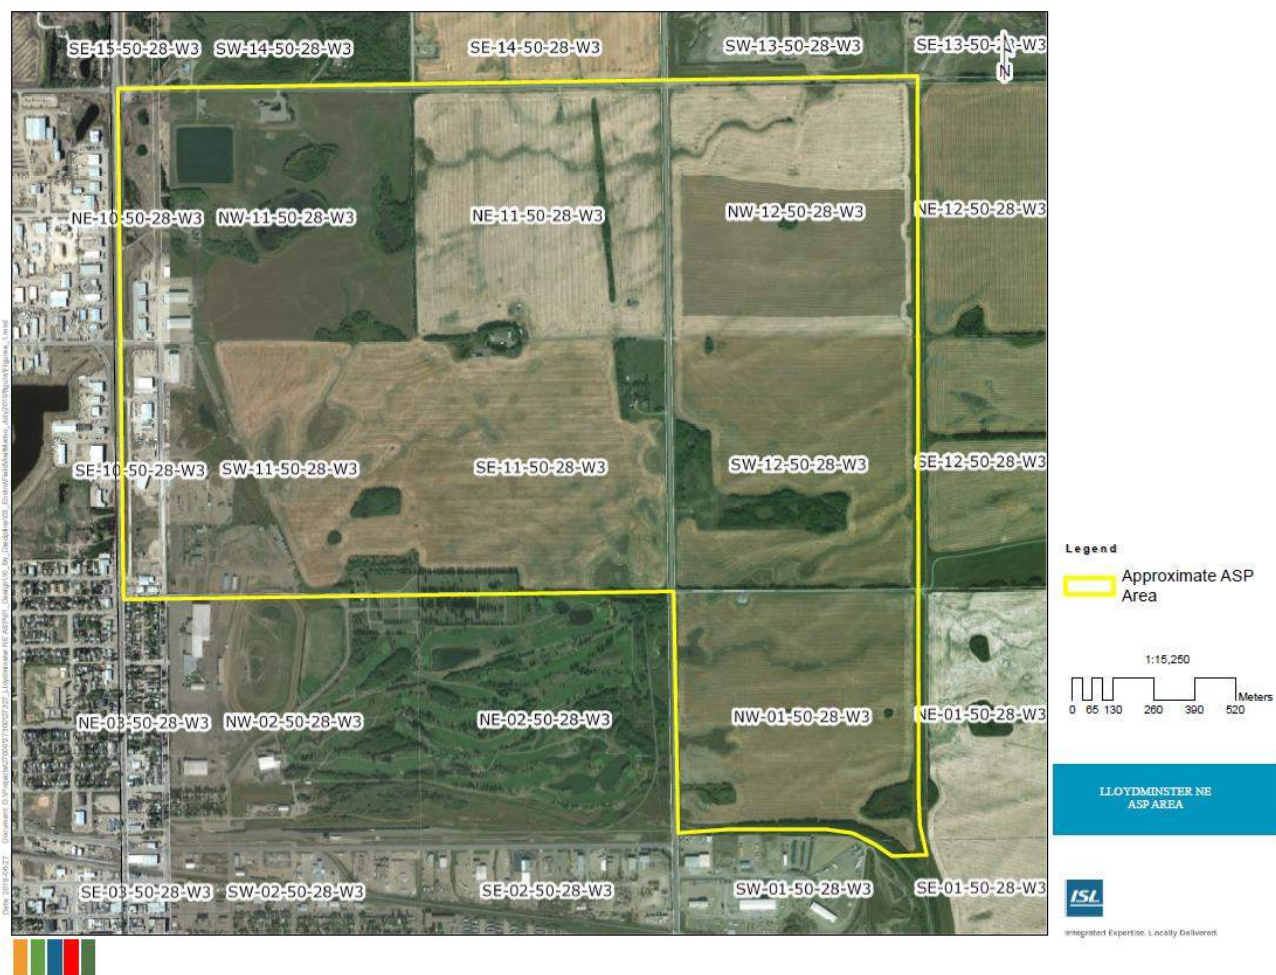 SE-15-50-28-W3 SW-14-50-28-W3 SE-14-50-28-W3 SW-13-50-28-W3
N
NE-10-50-28-W3 NW-11-50-28-W3 NE-11-50-28-W3 NW-12-50-28-W3 NE-12-50-28-W3
SE-10-50-28-W3 SW-11-50-28-W3 SE-11-50-28-W3 SW-12-50-28-W3 SE-12-50-28-W3
NE-03-50-28-W3 NW-02-50-28-W3 NE-02-50-28-W3 NW-01-50-28-W3 NE-01-50-28-W3
SE-03-50-28-W3 SW-02-50-28-W3 SE-02-50-28-W3 SW-01-50-28-W3 SE-01-50-28-W3
Legend
Approximate ASP
Area
1:15,250
Meters
0 65 130 260 390 520
LLOYDMINSTER NE
ASP AREA
ISL
Integrated Expertise. Locally Delivered.